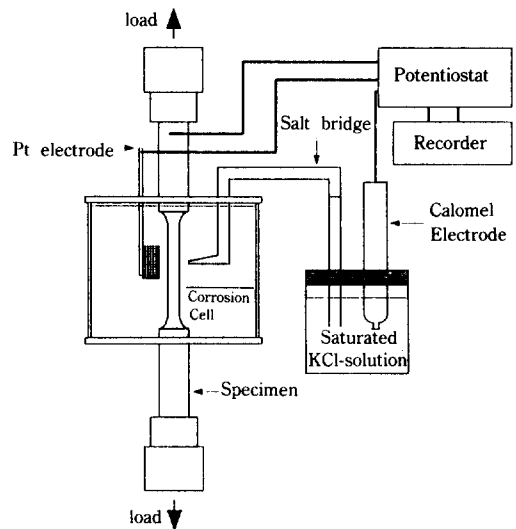 load
Potentiostat
Salt bridge
Recorder
Pt electrode
Calomel
Electrode
Corrosion
Cell
Saturated
KCl-solution
Specimen
load